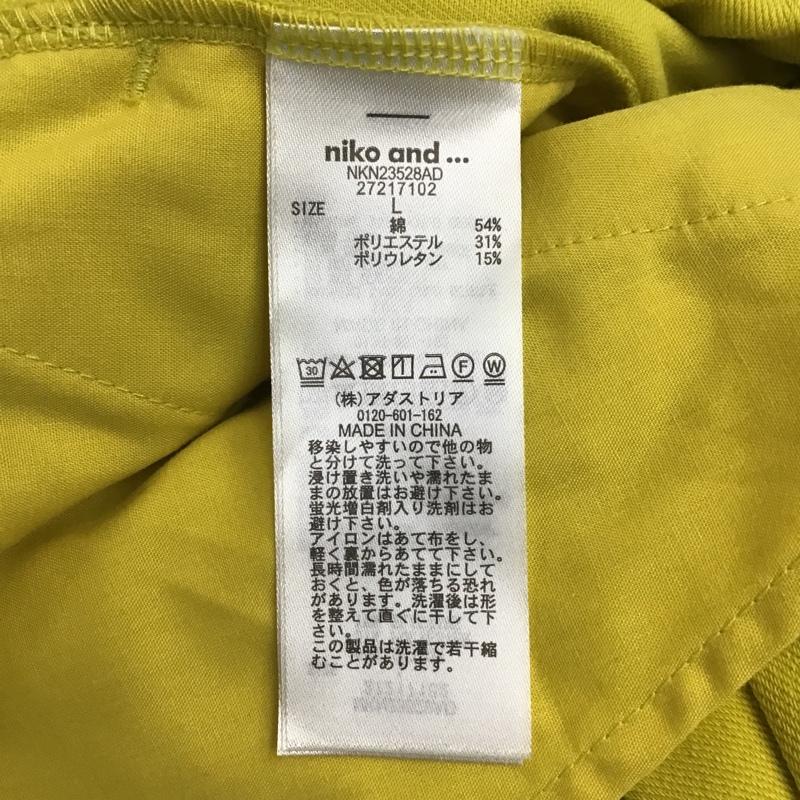 niko and ...
NKN23528AD
27217102
SIZE L
綿 54%
ポリエステル 31%
ポリウレタン 15%
30 F W
(株)アダストリア
0120-601-162
MADE IN CHINA
移染しやすいので他の物
と分けて洗って下さい。
浸け置き洗いや濡れたま
まの放置はお避け下さい。
蛍光増白剤入り洗剤はお
避け下さい。
アイロンはあて布をし、
軽く裏からあてて下さい。
長時間濡れたままにして
おくと、色が落ちる恐れ
があります。洗濯後は形
を整えて直ぐに干して下
さい。
この製品は洗濯で若干縮
むことがあります。